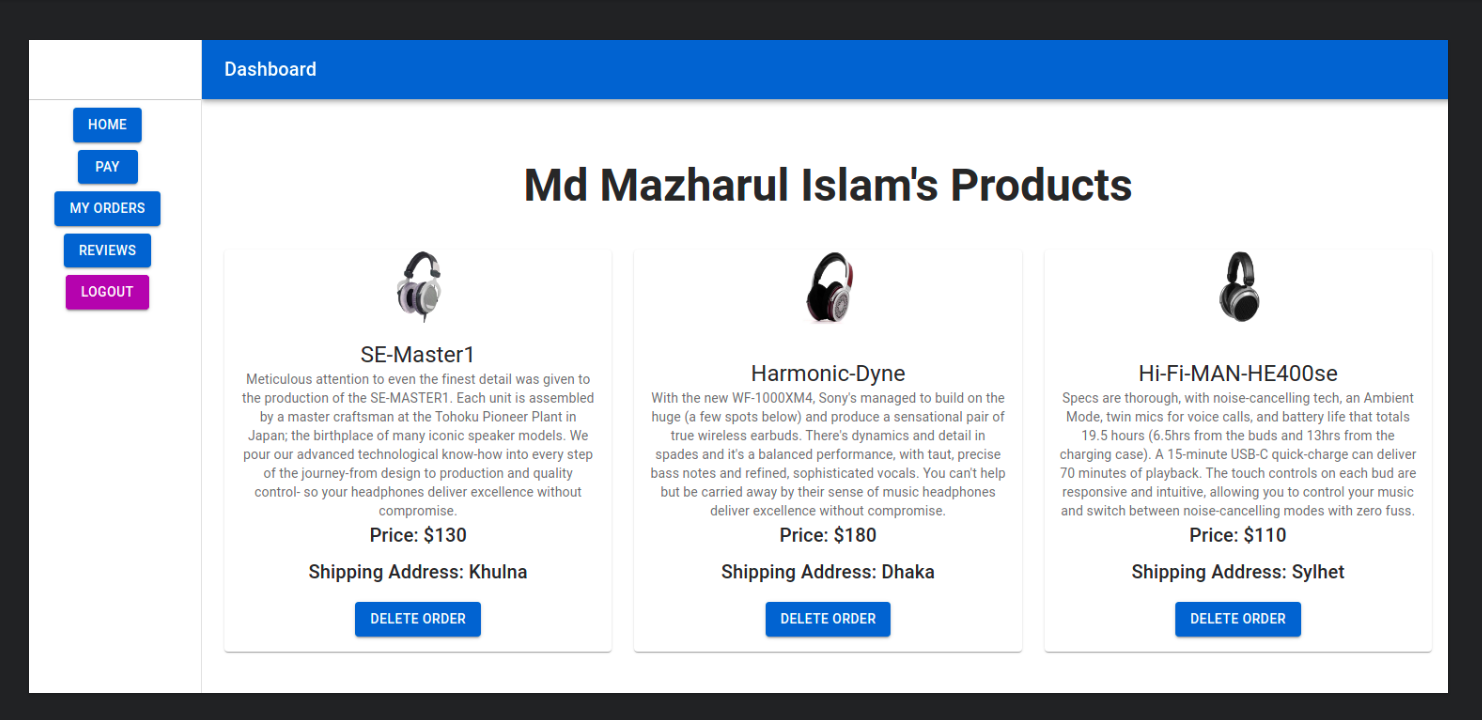 Dashboard
HOME
PAY
MY ORDERS
REVIEWS
LOGOUT
Md Mazharul Islam's Products
SE-Master1
Meticulous attention to even the finest detail was given to
the production of the SE-MASTER1. Each unit is assembled
by a master craftsman at the Tohoku Pioneer Plant in
Japan; the birthplace of many iconic speaker models. We
pour our advanced technological know-how into every step
of the journey-from design to production and quality
control- so your headphones deliver excellence without
compromise.
Price: $130
Shipping Address: Khulna
DELETE ORDER
Harmonic-Dyne
With the new WF-1000XM4, Sony's managed to build on the
huge (a few spots below) and produce a sensational pair of
true wireless earbuds. There's dynamics and detail in
spades and it's a balanced performance, with taut, precise
bass notes and refined, sophisticated vocals. You can't help
but be carried away by their sense of music headphones
deliver excellence without compromise.
Price: $180
Shipping Address: Dhaka
DELETE ORDER
Hi-Fi-MAN-HE400se
Specs are thorough, with noise-cancelling tech, an Ambient
Mode, twin mics for voice calls, and battery life that totals
19.5 hours (6.5hrs from the buds and 13hrs from the
charging case). A 15-minute USB-C quick-charge can deliver
70 minutes of playback. The touch controls on each bud are
responsive and intuitive, allowing you to control your music
and switch between noise-cancelling modes with zero fuss.
Price: $110
Shipping Address: Sylhet
DELETE ORDER